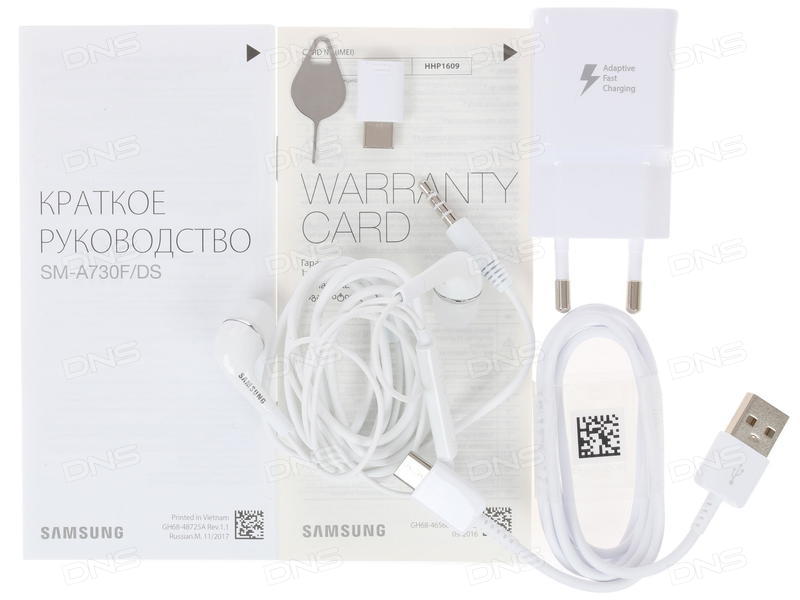 КРАТКОЕ
РУКОВОДСТВО
SM-A730F/DS
SAMSUNG
Printed in Vietnam
GH68-48725A Rev.1.1
Russian.M. 11/2017
HHP1609
WARRANTY
CARD
SAMSUNG
SAMSUNG
Adaptive
Fast
Charging
DNS